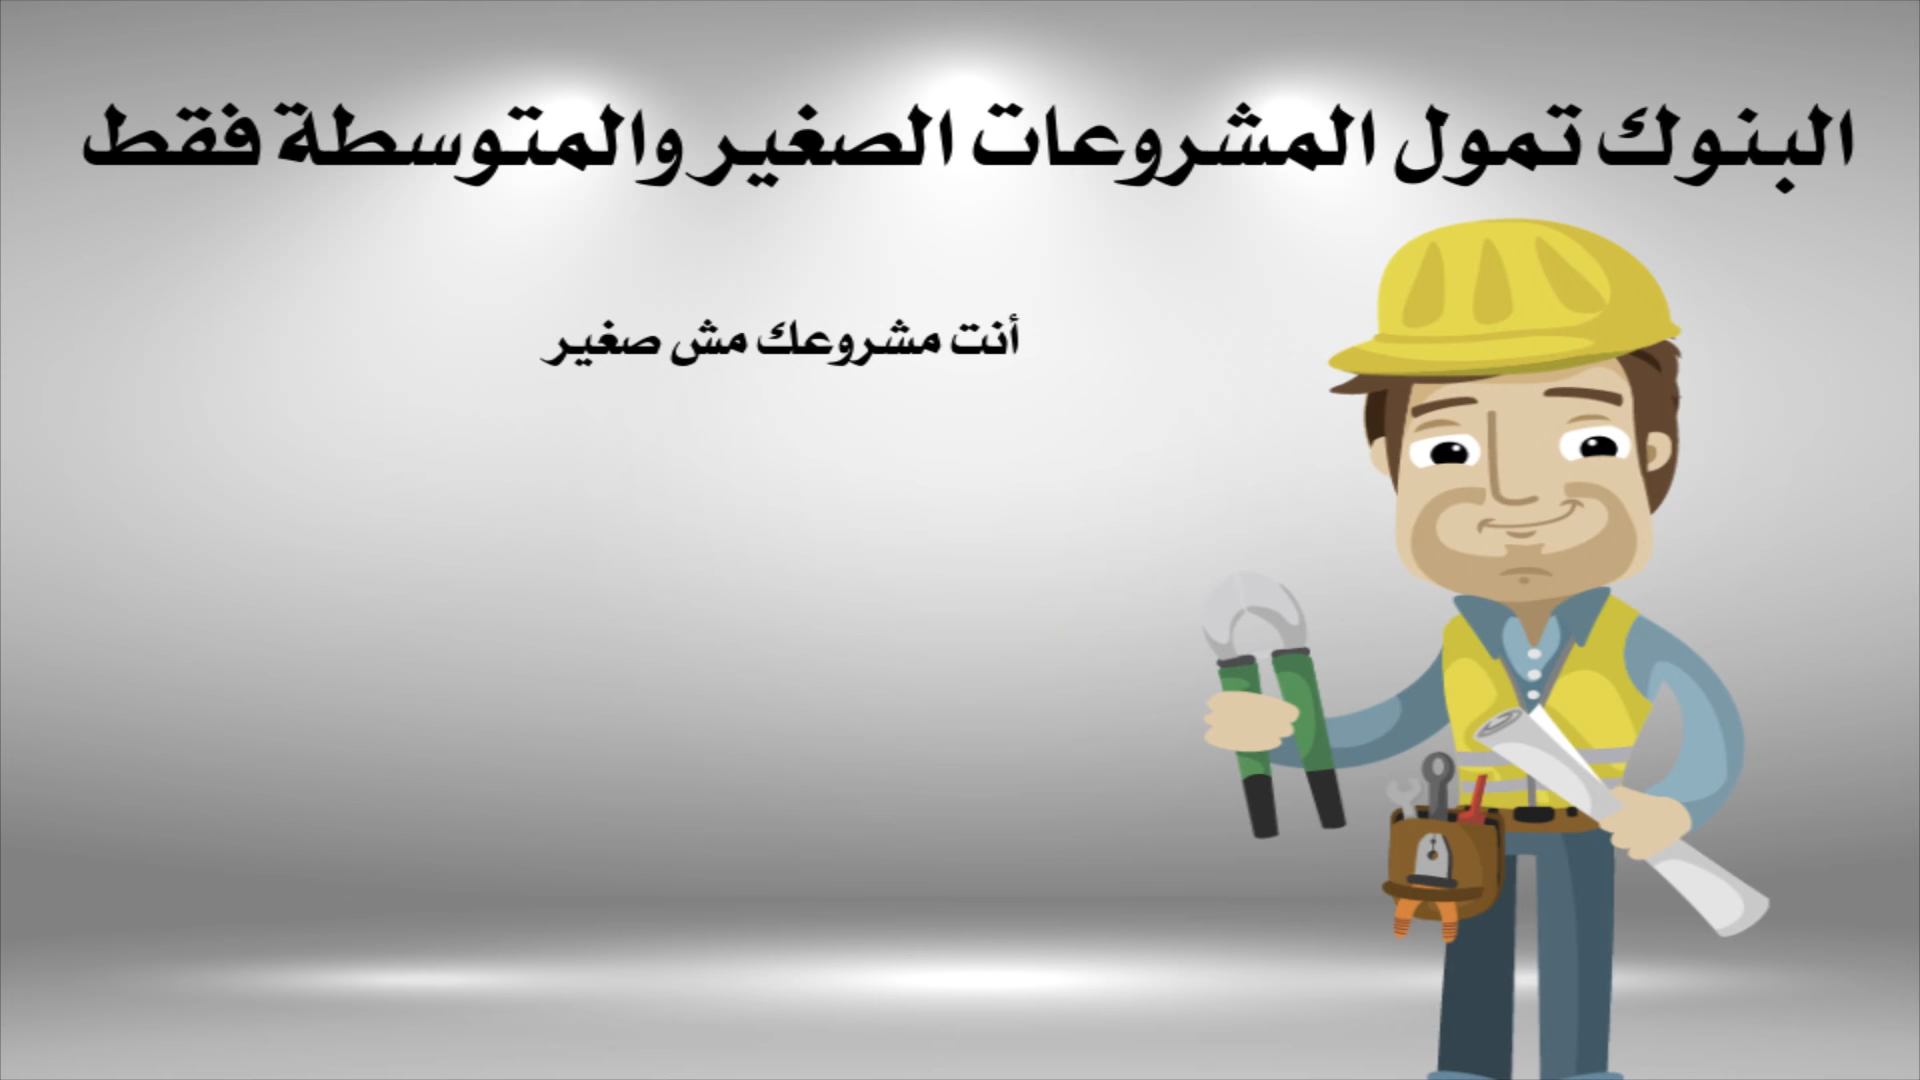 البنوك تمول المشروعات الصغير والمتوسطة فقط
أنت مشروعك مش صغير